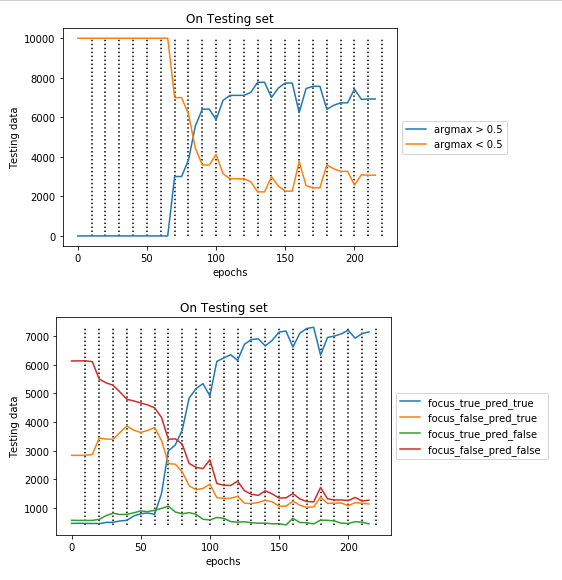 On Testing set
10000
8000
6000
4000
2000
0
Testing data
0 50 100 150 200
epochs
argmax > 0.5
argmax < 0.5
On Testing set
7000
6000
5000
4000
3000
2000
1000
Testing data
0 50 100 150 200
epochs
focus_true_pred_true
focus_false_pred_true
focus_true_pred_false
focus_false_pred_false